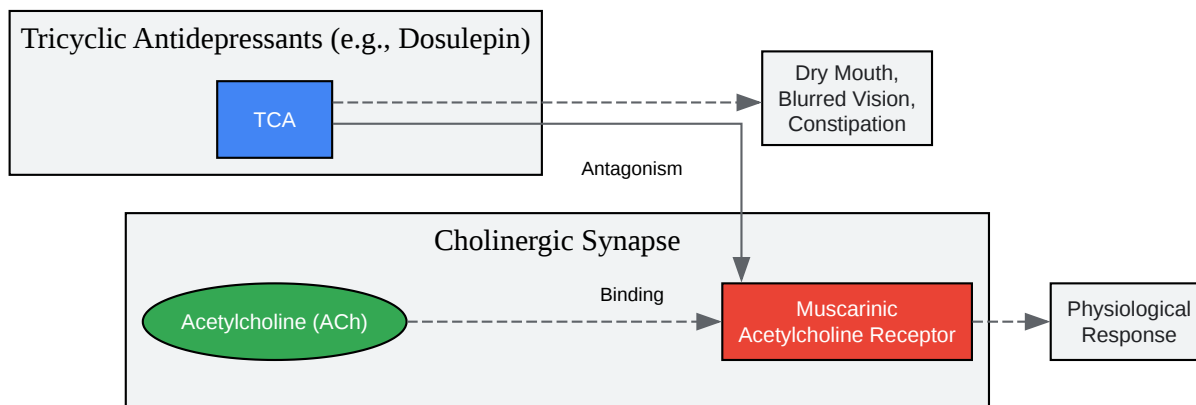 Tricyclic Antidepressants (e.g., Dosulepin)
TCA
Dry Mouth,
Blurred Vision,
Constipation
Antagonism
Cholinergic Synapse
Acetylcholine (ACh)
Binding
Muscarinic
Acetylcholine Receptor
Physiological
Response